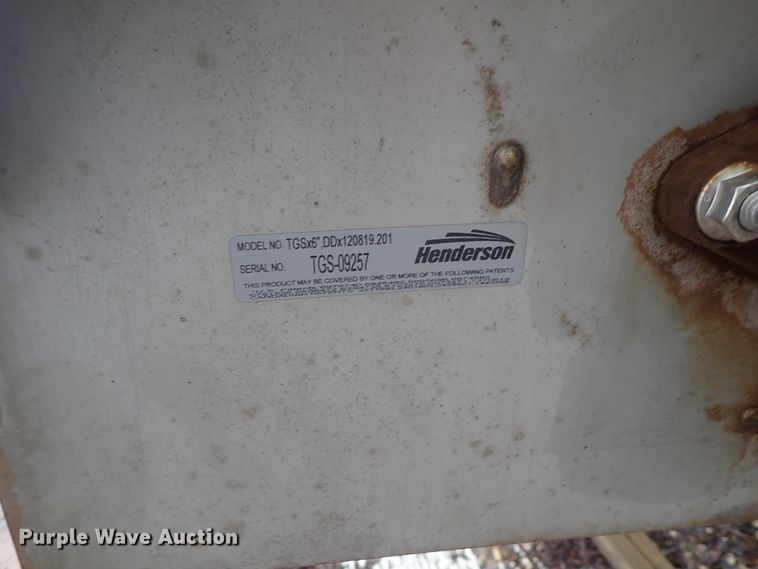 MODEL NO. TGSx6",DDx120819.201
SERIAL NO. TGS-09257
Henderson
THIS PRODUCT MAY BE COVERED BY ONE OR MORE OF THE FOLLOWING PATENTS
Purple Wave Auction